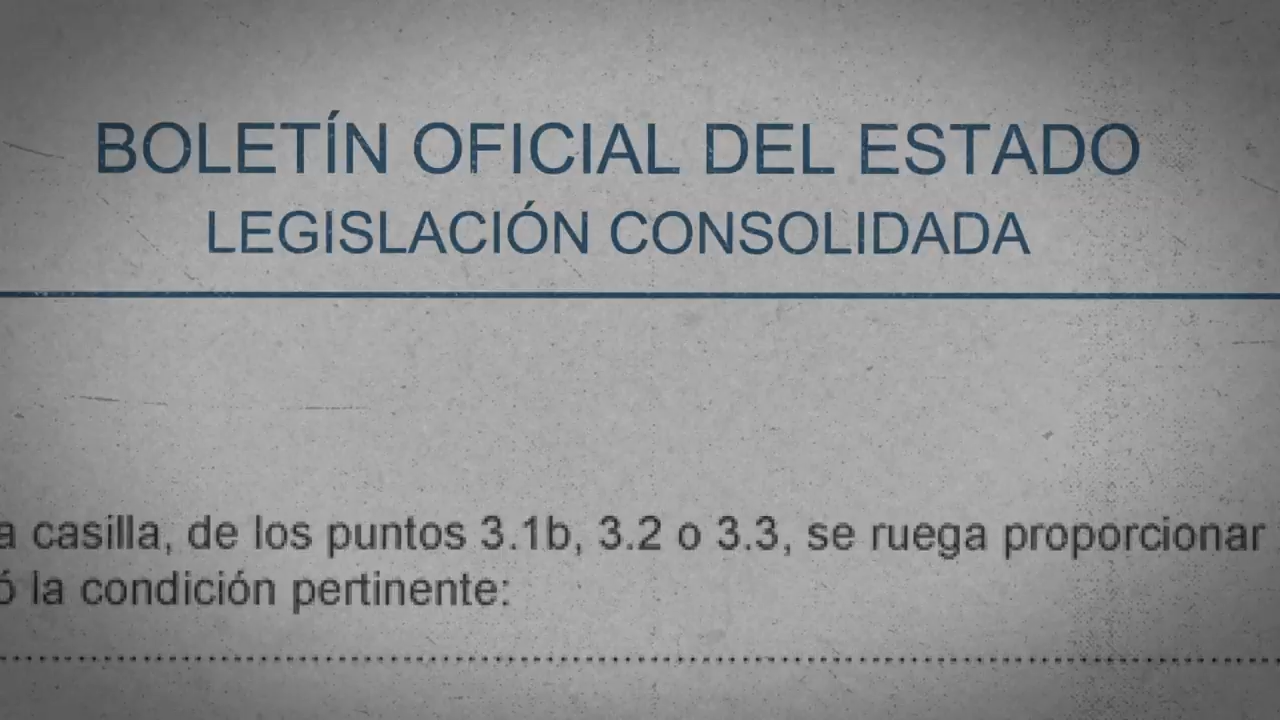 BOLETÍN OFICIAL DEL ESTADO
LEGISLACIÓN CONSOLIDADA
a casilla, de los puntos 3.1b, 3.2 o 3.3, se ruega proporcionar
ó la condición pertinente: